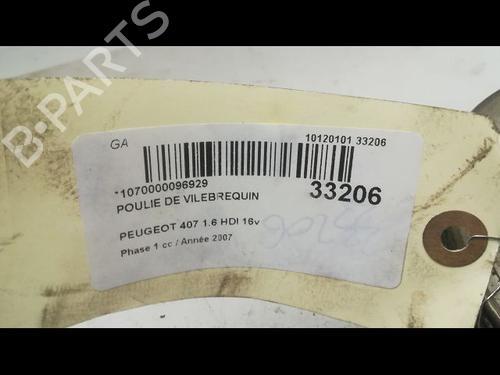 B-PARTS
GA
10120101 33206
*1070000096929
POULIE DE VILEBREQUIN
33206
PEUGEOT 407 1.6 HDI 16v
Phase 1 cc / Année 2007